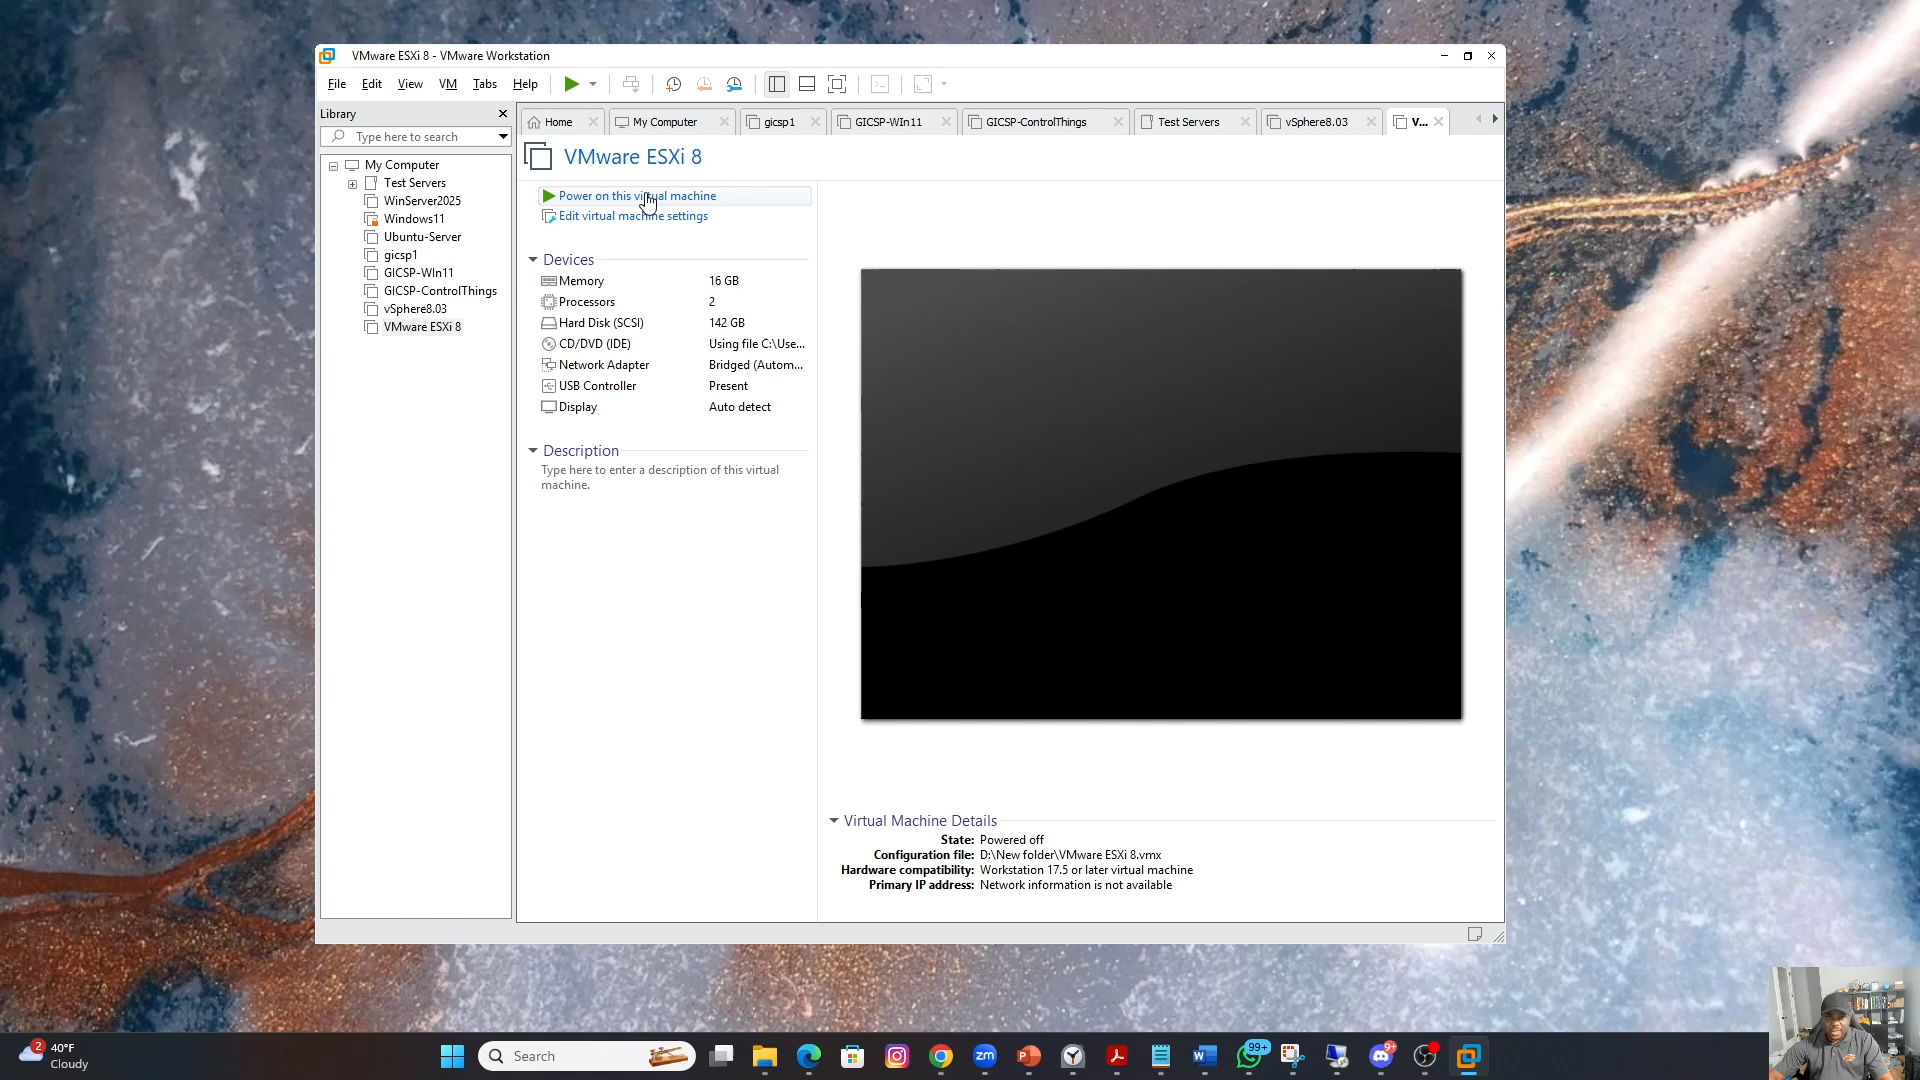 VMware ESXi 8 - VMware Workstation
File Edit View VM Tabs Help
Library
Type here to search
My Computer
Test Servers
WinServer2025
Windows11
Ubuntu-Server
gicsp1
GICSP-WIn11
GICSP-ControlThings
vSphere8.03
VMware ESXi 8
Home My Computer gicsp1 GICSP-WIn11 GICSP-ControlThings Test Servers vSphere8.03 V...
VMware ESXi 8
Power on this virtual machine
Edit virtual machine settings
Devices
Memory 16 GB
Processors 2
Hard Disk (SCSI) 142 GB
CD/DVD (IDE) Using file C:\Use...
Network Adapter Bridged (Autom...
USB Controller Present
Display Auto detect
Description
Type here to enter a description of this virtual
machine.
Virtual Machine Details
State: Powered off
Configuration file: D:\New folder\VMware ESXi 8.vmx
Hardware compatibility: Workstation 17.5 or later virtual machine
Primary IP address: Network information is not available
2
40°F
Cloudy
Search
zm
P
W
99+
9+